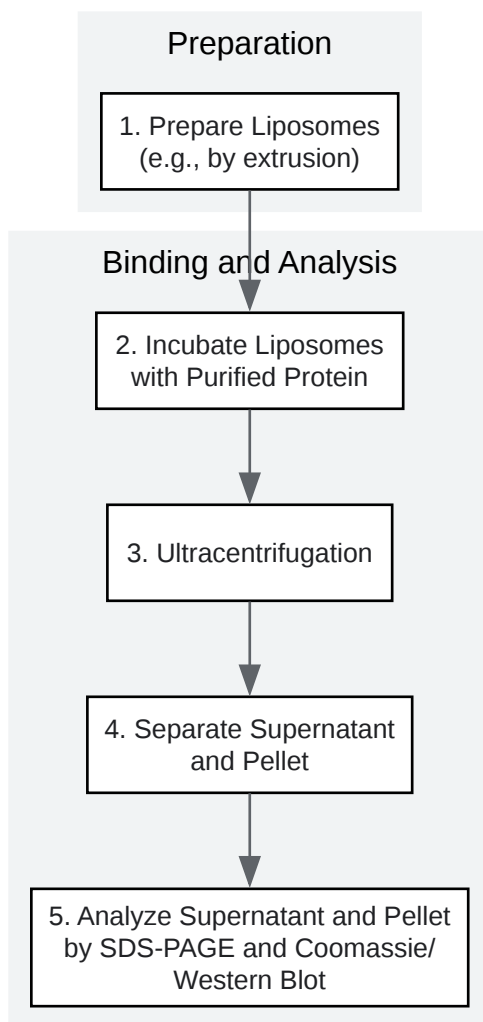 Preparation
1. Prepare Liposomes
(e.g., by extrusion)
Binding and Analysis
2. Incubate Liposomes
with Purified Protein
3. Ultracentrifugation
4. Separate Supernatant
and Pellet
5. Analyze Supernatant and Pellet
by SDS-PAGE and Coomassie/
Western Blot